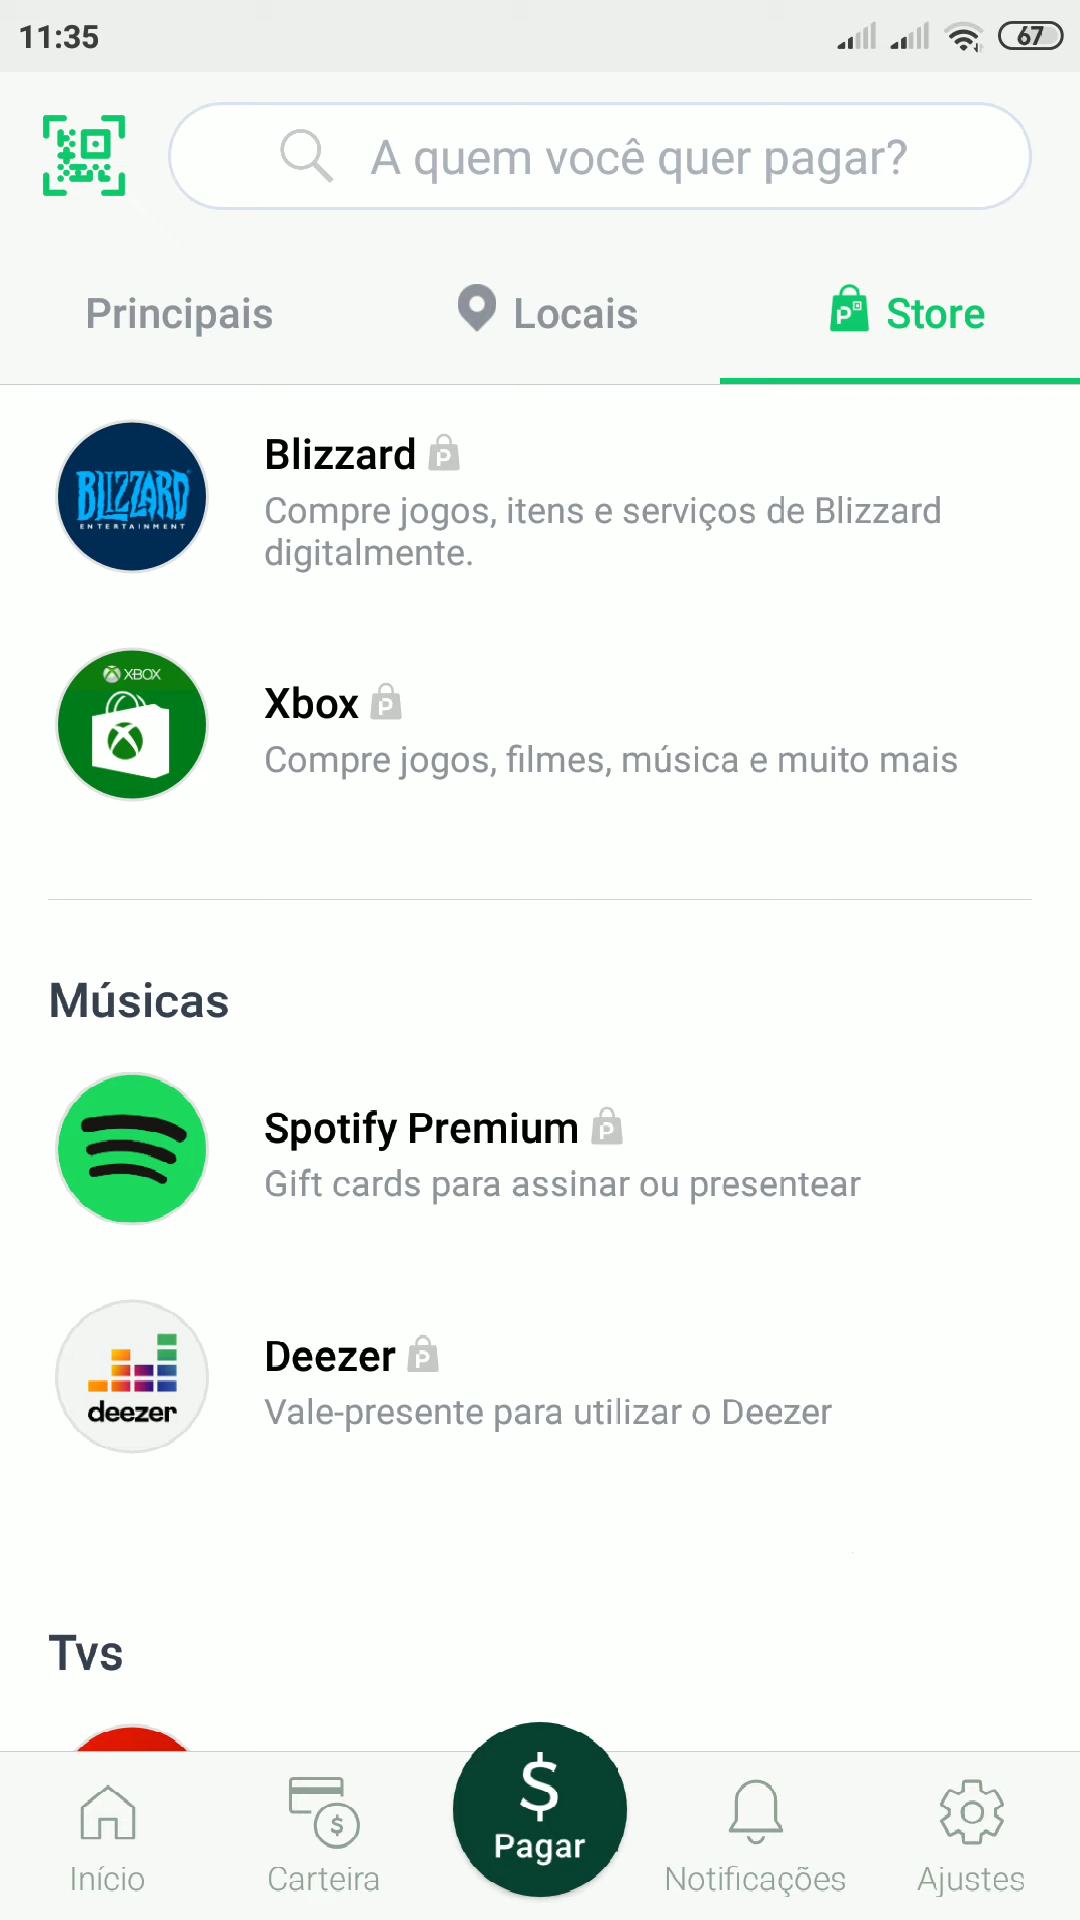 11:35
67
A quem você quer pagar?
Principais
Locais
Store
BLIZZARD
ENTERTAINMENT
Blizzard
Compre jogos, itens e serviços de Blizzard
digitalmente.
XBOX
Xbox
Compre jogos, filmes, música e muito mais
Músicas
Spotify Premium
Gift cards para assinar ou presentear
deezer
Deezer
Vale-presente para utilizar o Deezer
Tvs
$
Pagar
Início
Carteira
Notificações
Ajustes